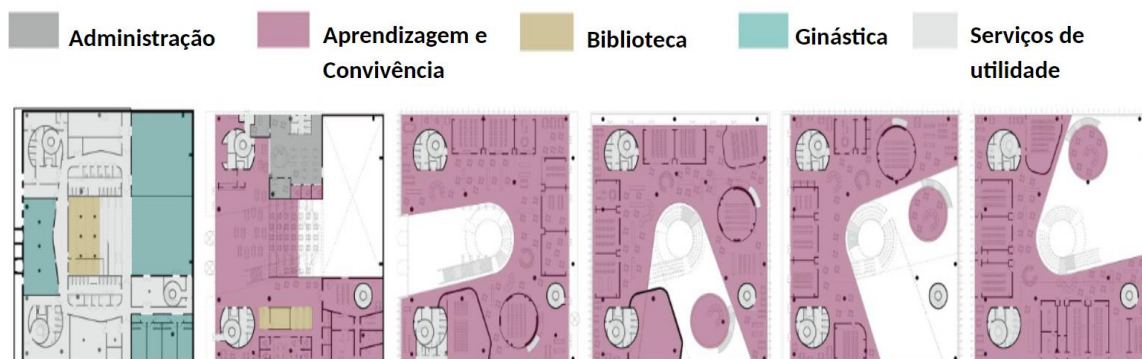 Administração
Aprendizagem e
Convivência
Biblioteca
Ginástica
Serviços de
utilidade